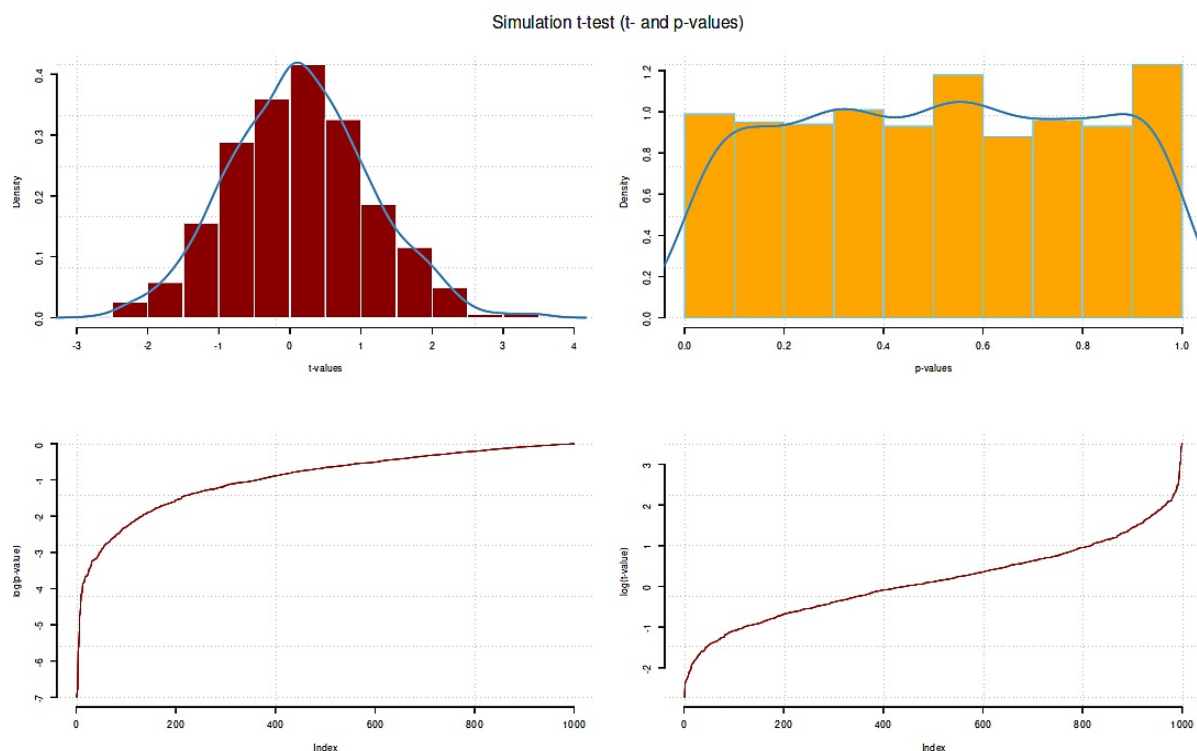 Simulation t-test (t- and p-values)
Density
0.0
0.1
0.2
0.3
0.4
-3 -2 -1 0 1 2 3 4
t-values
Density
0.0
0.2
0.4
0.6
0.8
1.0
1.2
0.0 0.2 0.4 0.6 0.8 1.0
p-values
log(p-value)
0
-1
-2
-3
-4
-5
-6
-7
0 200 400 600 800 1000
Index
log(t-value)
3
2
1
0
-1
-2
0 200 400 600 800 1000
Index